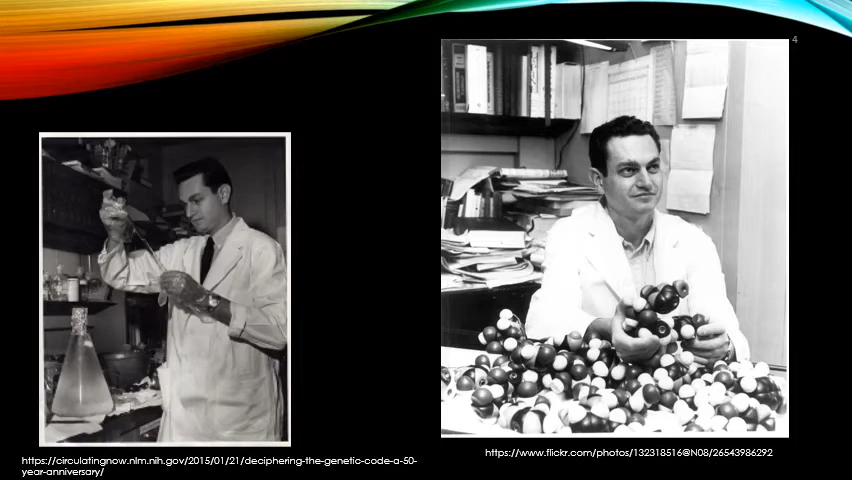 4
https://circulatingnow.nlm.nih.gov/2015/01/21/deciphering-the-genetic-code-a-50-
year-anniversary/
https://www.flickr.com/photos/132318516@N08/26543986292